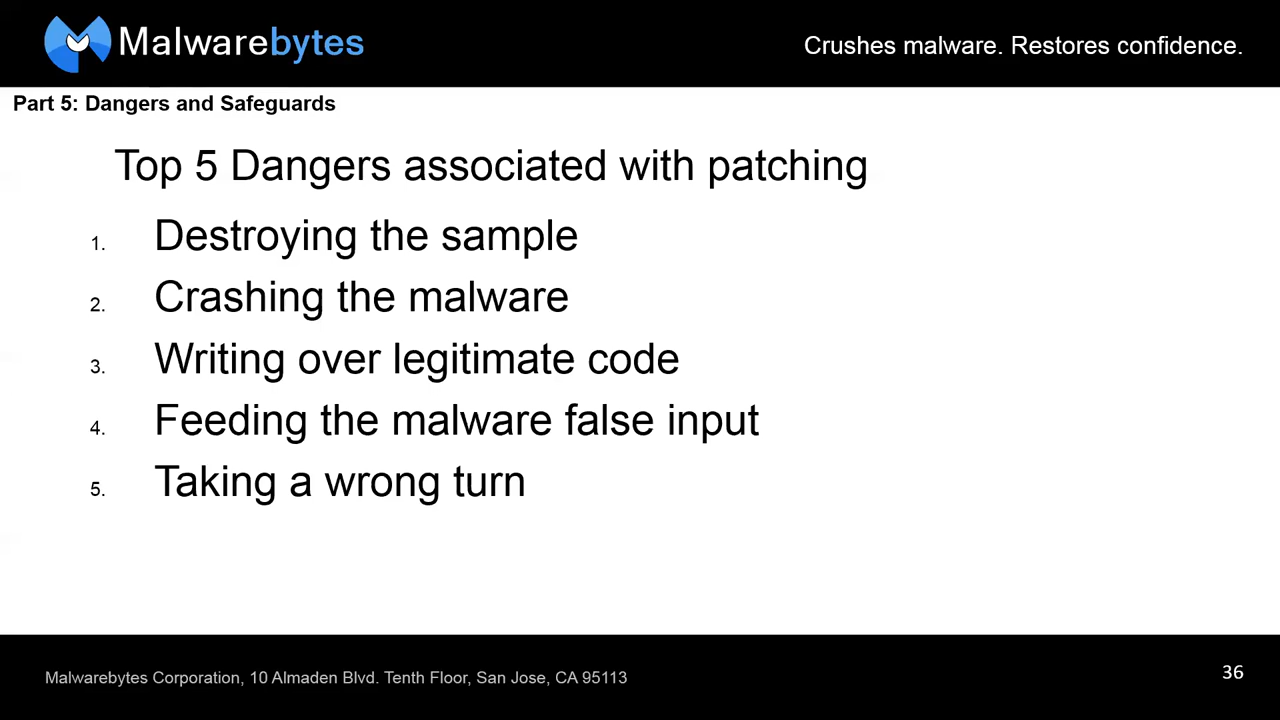 Malwarebytes
Crushes malware. Restores confidence.
Part 5: Dangers and Safeguards
Top 5 Dangers associated with patching
1. Destroying the sample
2. Crashing the malware
3. Writing over legitimate code
4. Feeding the malware false input
5. Taking a wrong turn
Malwarebytes Corporation, 10 Almaden Blvd. Tenth Floor, San Jose, CA 95113
36